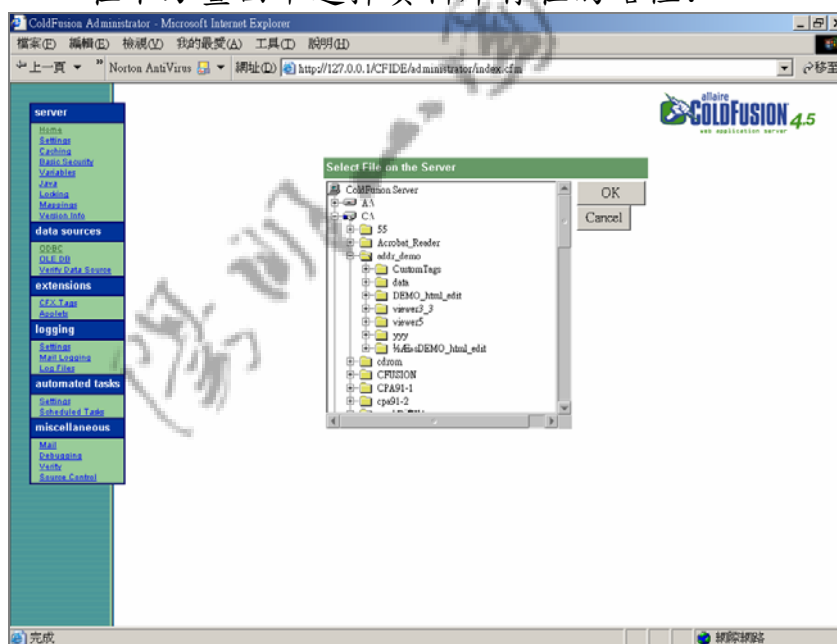 ColdFusion Administrator - Microsoft Internet Explorer
檔案(F) 編輯(E) 檢視(V) 我的最愛(A) 工具(T) 說明(H)
上一頁 Norton AntiVirus 網址(D) http://127.0.0.1/CFIDE/administrator/index.cfm 移至
server
Home
Settings
Caching
Basic Security
Variables
Java
Locking
Mappings
Version Info
data sources
ODBC
OLE DB
Verify Data Source
extensions
CFX Tags
Applets
logging
Settings
Mail Logging
Log Files
automated tasks
Settings
Scheduled Tasks
miscellaneous
Mail
Debugging
Verify
Source Control
allaire
COLDFUSION 4.5
web application server
Select File on the Server
ColdFusion Server
A:\
C:\
55
Acrobat_Reader
addr_demo
CustomTags
data
DEMO_html_edit
viewer3_3
viewer5
yyy
DEMO_html_edit
cdrom
CFUSION
CPA91-1
cpa91-2
OK
Cancel
完成
網際網路